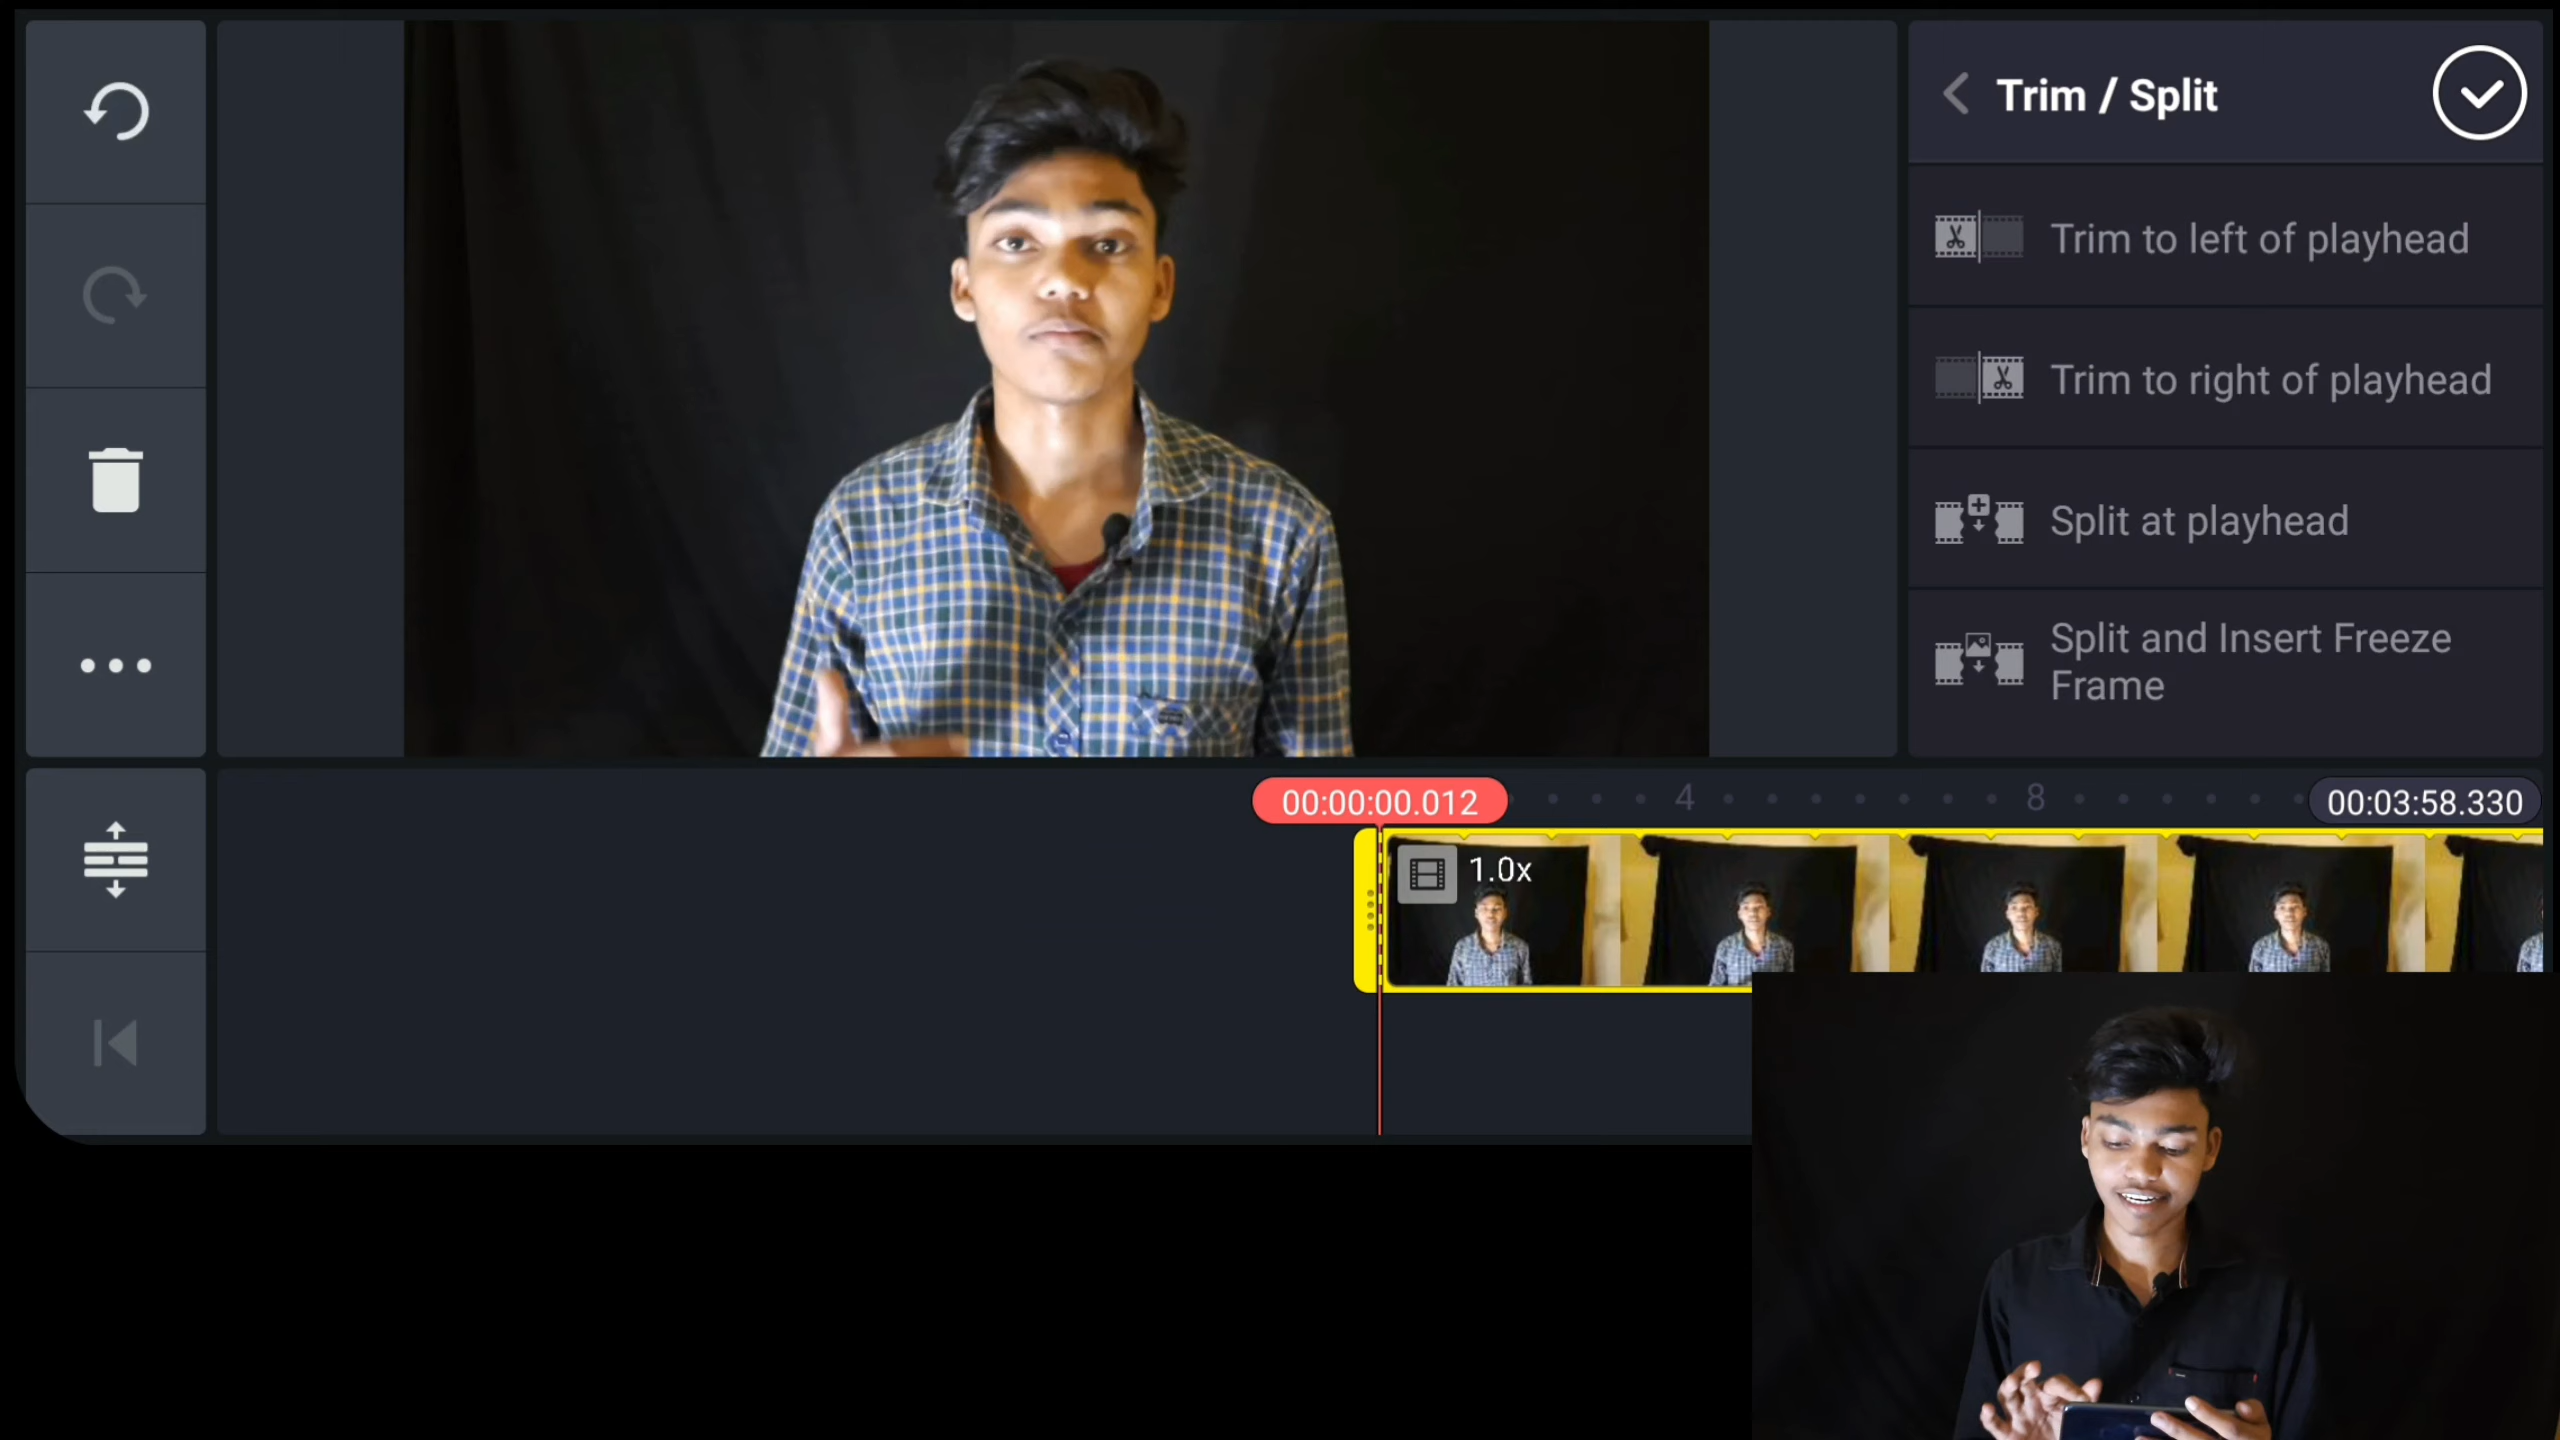 Trim / Split
Trim to left of playhead
Trim to right of playhead
Split at playhead
Split and Insert Freeze
Frame
00:00:00.012
4
8
00:03:58.330
1.0x